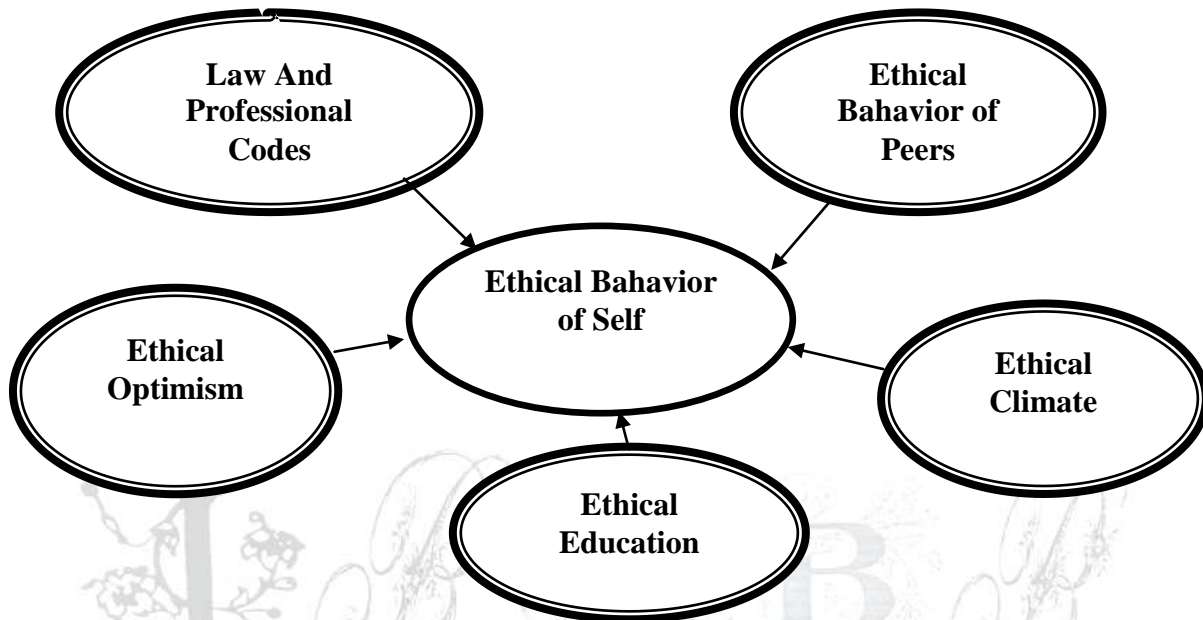 Law And
Professional
Codes
Ethical
Bahavior of
Peers
Ethical Bahavior
of Self
Ethical
Optimism
Ethical
Climate
Ethical
Education